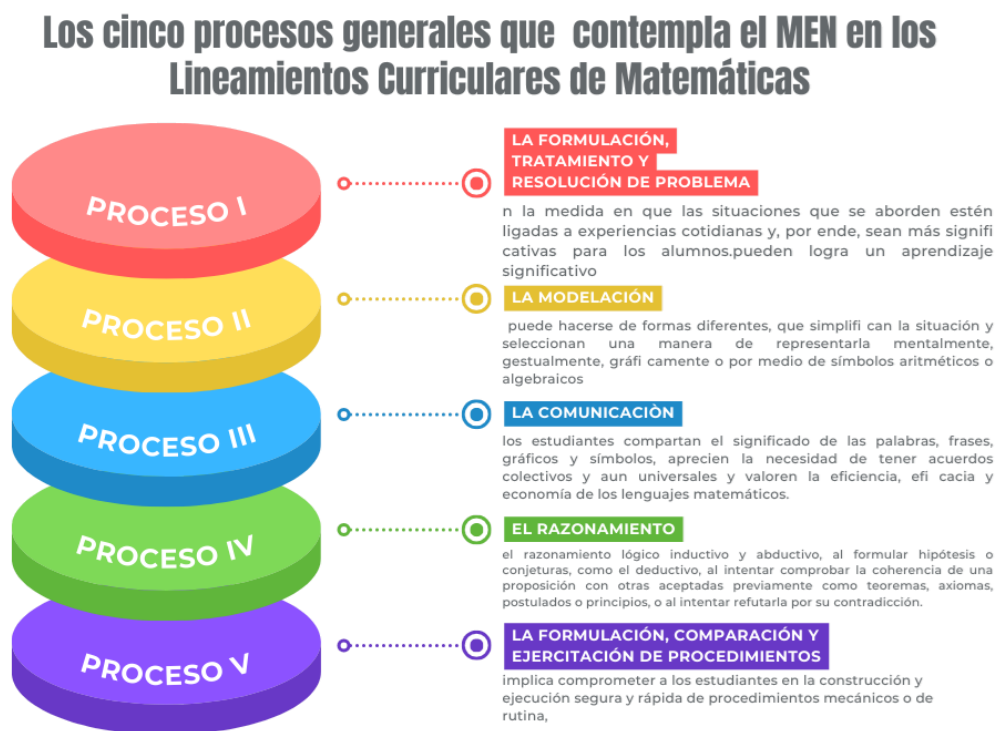 Los cinco procesos generales que contempla el MEN en los
Lineamientos Curriculares de Matemáticas
PROCESO I
LA FORMULACIÓN,
TRATAMIENTO Y
RESOLUCIÓN DE PROBLEMA
n la medida en que las situaciones que se aborden estén
ligadas a experiencias cotidianas y, por ende, sean más signifi
cativas para los alumnos.pueden logra un aprendizaje
significativo
PROCESO II
LA MODELACIÓN
puede hacerse de formas diferentes, que simplifi can la situación y
seleccionan una manera de representarla mentalmente,
gestualmente, gráfi camente o por medio de símbolos aritméticos o
algebraicos
PROCESO III
LA COMUNICACIÒN
los estudiantes compartan el significado de las palabras, frases,
gráficos y símbolos, aprecien la necesidad de tener acuerdos
colectivos y aun universales y valoren la eficiencia, efi cacia y
economía de los lenguajes matemáticos.
PROCESO IV
EL RAZONAMIENTO
el razonamiento lógico inductivo y abductivo, al formular hipótesis o
conjeturas, como el deductivo, al intentar comprobar la coherencia de una
proposición con otras aceptadas previamente como teoremas, axiomas,
postulados o principios, o al intentar refutarla por su contradicción.
PROCESO V
LA FORMULACIÓN, COMPARACIÓN Y
EJERCITACIÓN DE PROCEDIMIENTOS
implica comprometer a los estudiantes en la construcción y
ejecución segura y rápida de procedimientos mecánicos o de
rutina,